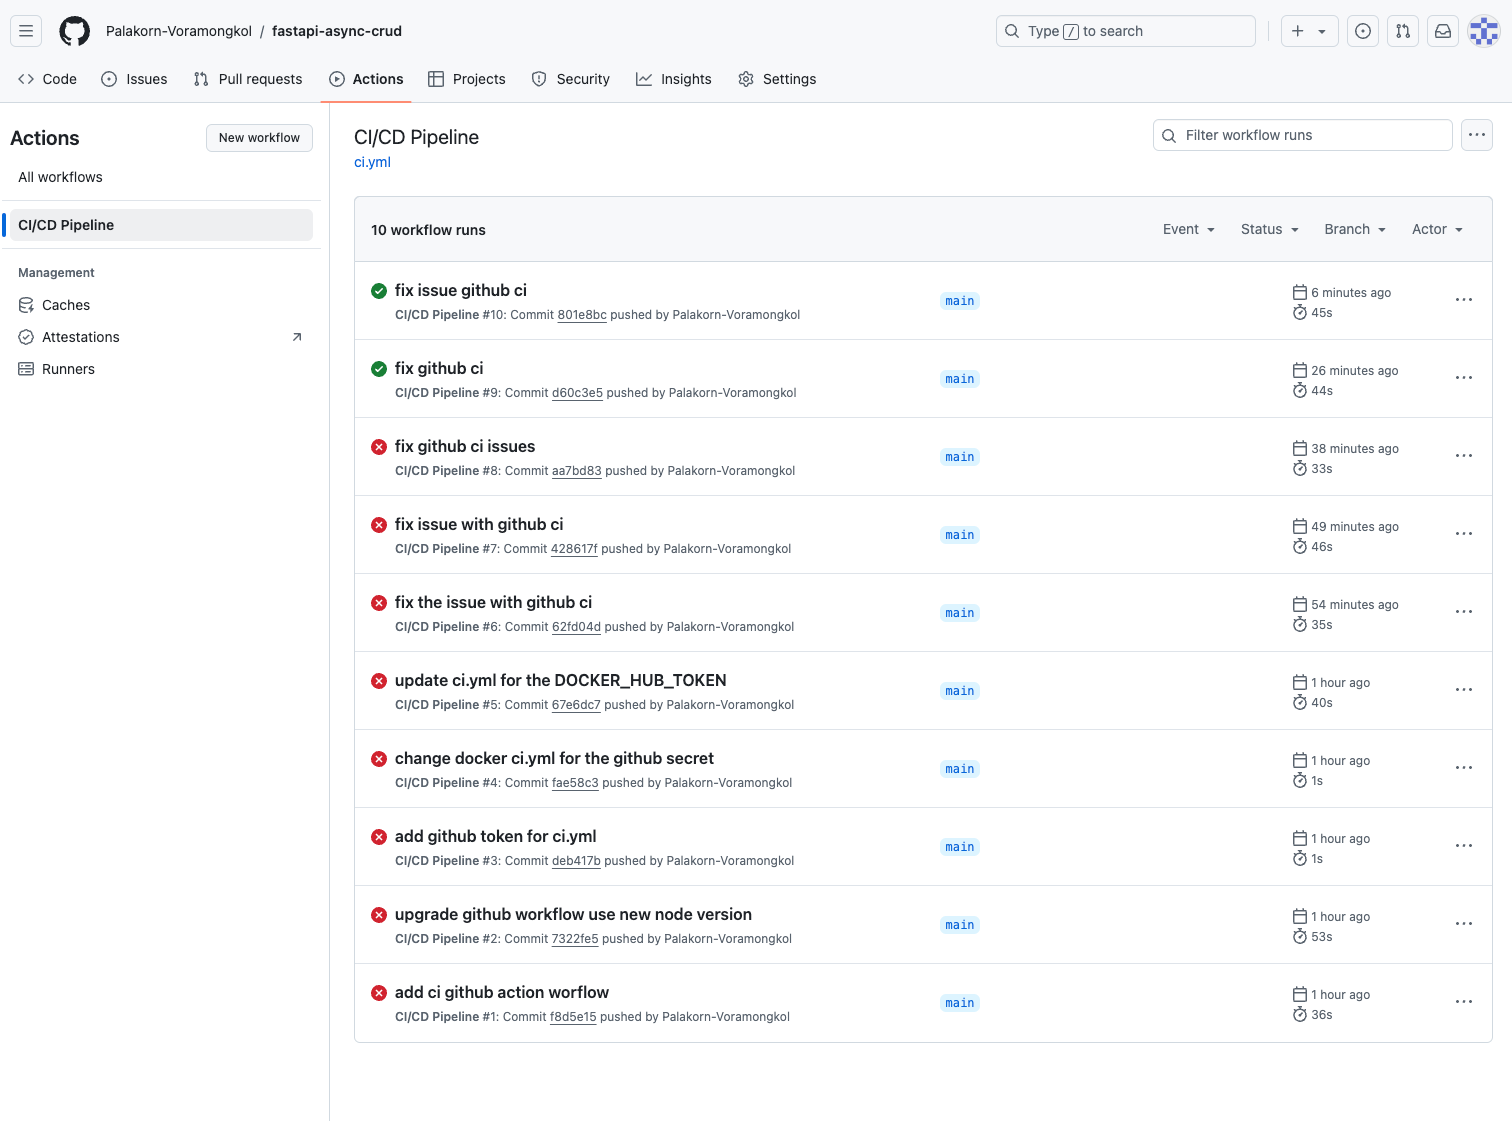 Palakorn-Voramongkol / fastapi-async-crud
Type / to search
Code
Issues
Pull requests
Actions
Projects
Security
Insights
Settings
Actions
New workflow
All workflows
CI/CD Pipeline
Management
Caches
Attestations
Runners
CI/CD Pipeline
ci.yml
Filter workflow runs
10 workflow runs
Event
Status
Branch
Actor
fix issue github ci
CI/CD Pipeline #10: Commit 801e8bc pushed by Palakorn-Voramongkol
main
6 minutes ago
45s
fix github ci
CI/CD Pipeline #9: Commit d60c3e5 pushed by Palakorn-Voramongkol
main
26 minutes ago
44s
fix github ci issues
CI/CD Pipeline #8: Commit aa7bd83 pushed by Palakorn-Voramongkol
main
38 minutes ago
33s
fix issue with github ci
CI/CD Pipeline #7: Commit 428617f pushed by Palakorn-Voramongkol
main
49 minutes ago
46s
fix the issue with github ci
CI/CD Pipeline #6: Commit 62fd04d pushed by Palakorn-Voramongkol
main
54 minutes ago
35s
update ci.yml for the DOCKER_HUB_TOKEN
CI/CD Pipeline #5: Commit 67e6dc7 pushed by Palakorn-Voramongkol
main
1 hour ago
40s
change docker ci.yml for the github secret
CI/CD Pipeline #4: Commit fae58c3 pushed by Palakorn-Voramongkol
main
1 hour ago
1s
add github token for ci.yml
CI/CD Pipeline #3: Commit deb417b pushed by Palakorn-Voramongkol
main
1 hour ago
1s
upgrade github workflow use new node version
CI/CD Pipeline #2: Commit 7322fe5 pushed by Palakorn-Voramongkol
main
1 hour ago
53s
add ci github action worflow
CI/CD Pipeline #1: Commit f8d5e15 pushed by Palakorn-Voramongkol
main
1 hour ago
36s